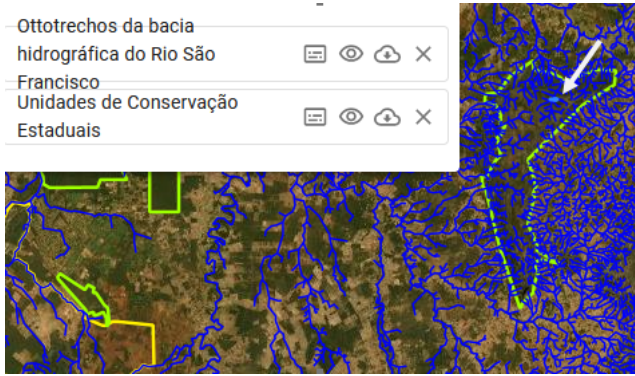 Ottotrechos da bacia
hidrográfica do Rio São
Francisco
Unidades de Conservação
Estaduais